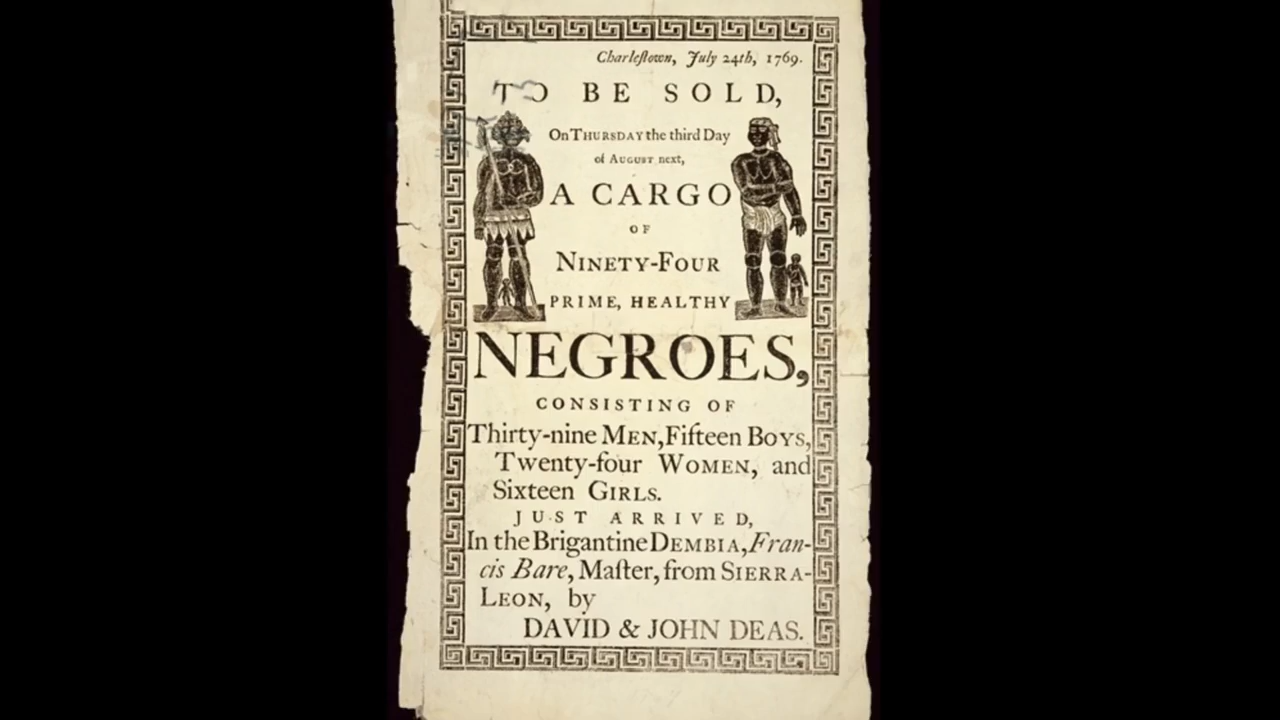 Charleſtown, July 24th, 1769.
TO BE SOLD,
On THURSDAY the third Day
of AUGUST next,
A CARGO
OF
NINETY-FOUR
PRIME, HEALTHY
NEGROES,
CONSISTING OF
Thirty-nine MEN, Fifteen BOYS,
Twenty-four WOMEN, and
Sixteen GIRLS.
JUST ARRIVED,
In the Brigantine DEMBIA, Fran-
cis Bare, Maſter, from SIERRA-
LEON, by
DAVID & JOHN DEAS.